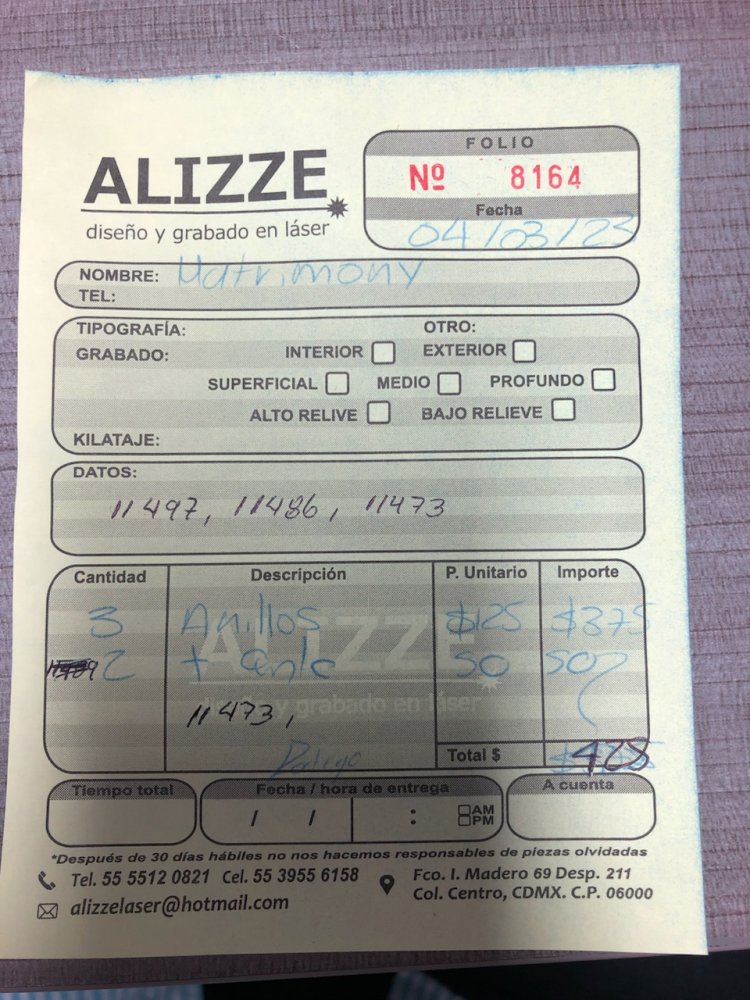 ALIZZE
diseño y grabado en láser
FOLIO
Nº 8164
Fecha
04/03/23
NOMBRE: Matrimony
TEL:
TIPOGRAFÍA: OTRO:
GRABADO: INTERIOR EXTERIOR
SUPERFICIAL MEDIO PROFUNDO
ALTO RELIVE BAJO RELIEVE
KILATAJE:
DATOS:
11497, 11486, 11473
Cantidad Descripción P. Unitario Importe
3 Anillos $125 $375
2 + 50 50
11473,
Total $ 
Tiempo total Fecha / hora de entrega A cuenta
/ / : AM
PM
*Después de 30 días hábiles no nos hacemos responsables de piezas olvidadas
Tel. 55 5512 0821 Cel. 55 3955 6158
alizzelaser@hotmail.com
Fco. I. Madero 69 Desp. 211
Col. Centro, CDMX. C.P. 06000